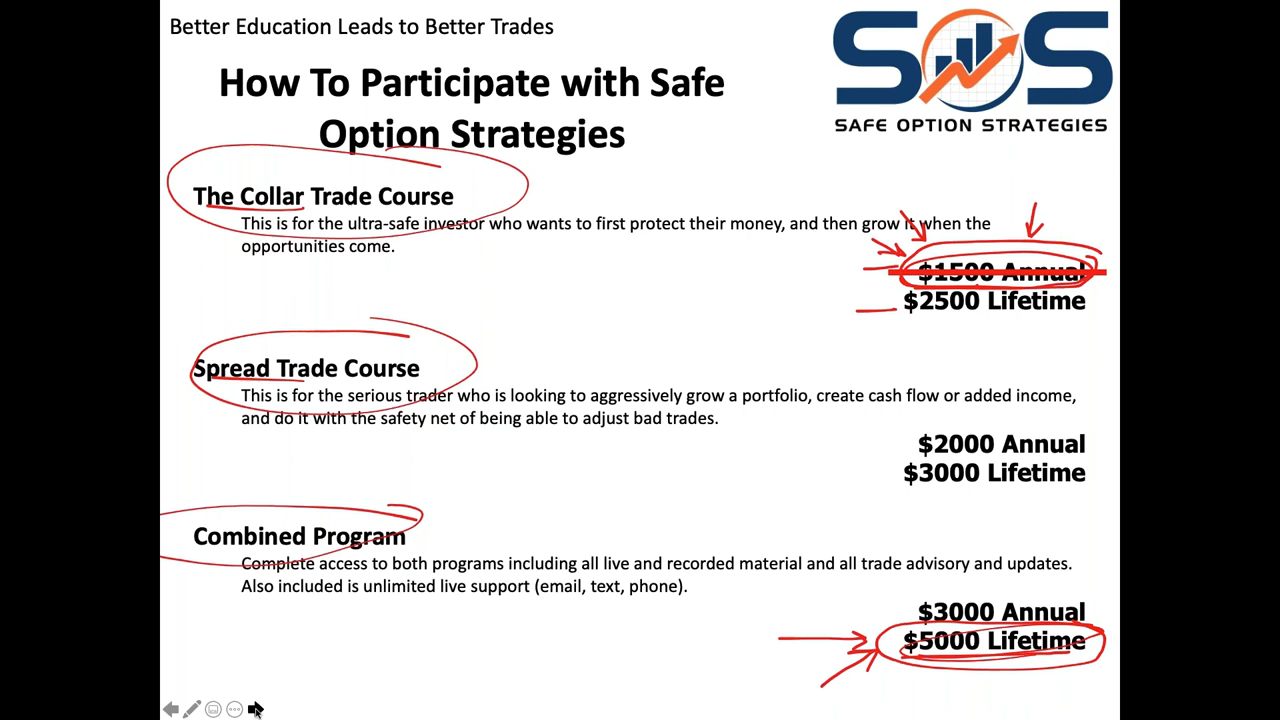 Better Education Leads to Better Trades
SOS
SAFE OPTION STRATEGIES
How To Participate with Safe
Option Strategies
The Collar Trade Course
This is for the ultra-safe investor who wants to first protect their money, and then grow it when the
opportunities come.
$1500 Annual
$2500 Lifetime
Spread Trade Course
This is for the serious trader who is looking to aggressively grow a portfolio, create cash flow or added income,
and do it with the safety net of being able to adjust bad trades.
$2000 Annual
$3000 Lifetime
Combined Program
Complete access to both programs including all live and recorded material and all trade advisory and updates.
Also included is unlimited live support (email, text, phone).
$3000 Annual
$5000 Lifetime